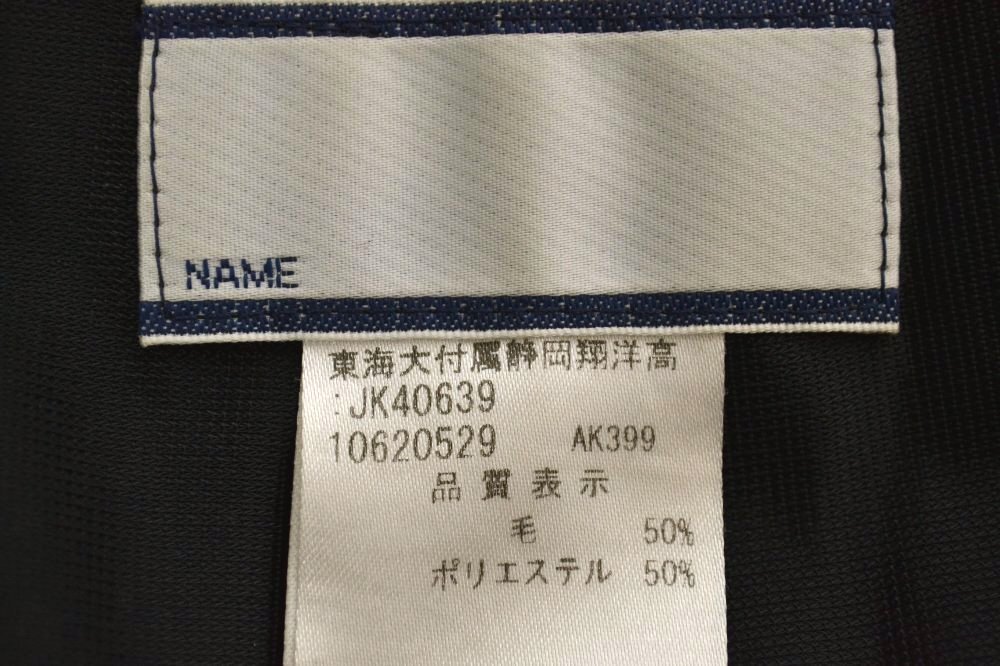 NAME
東海大付属静岡翔洋高
:JK40639
10620529 AK399
品質表示
毛 50%
ポリエステル 50%